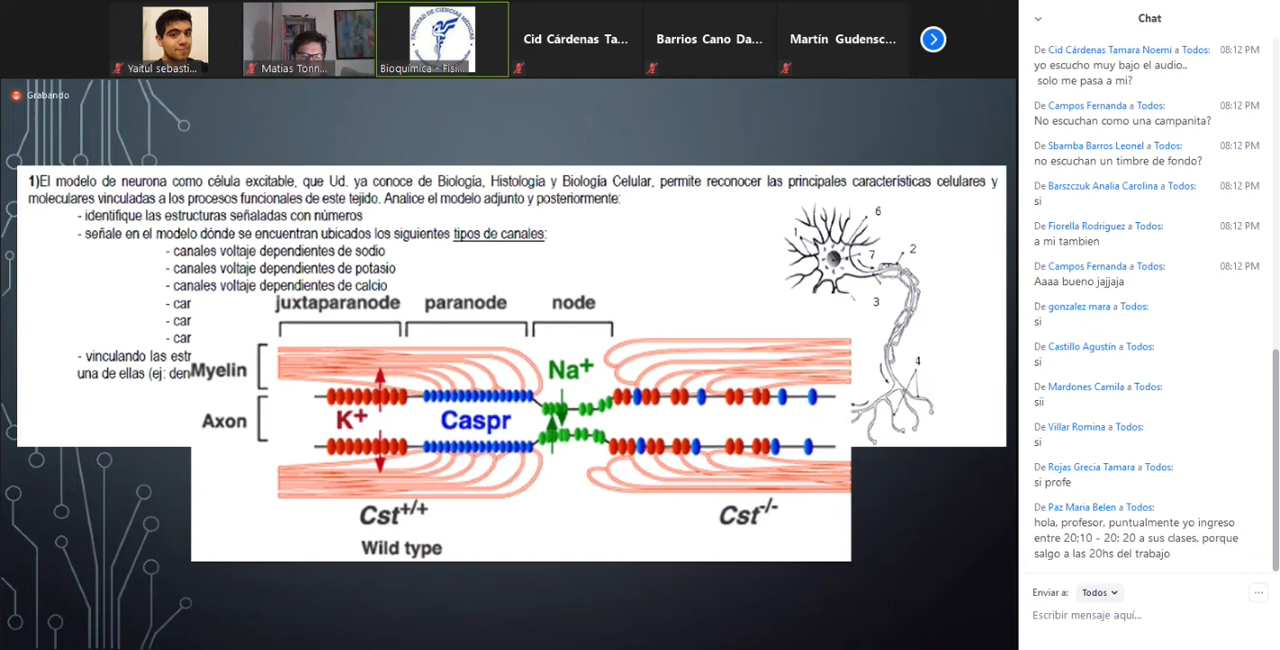 FACULTAD DE CIENCIAS MÉDICAS
Yaitul sebasti...
Matias Tonn...
Bioquímica - Fisi...
Cid Cárdenas Ta...
Barrios Cano Da...
Martín Gudensc...
Grabando
1)El modelo de neurona como célula excitable, que Ud. ya conoce de Biología, Histología y Biología Celular, permite reconocer las principales características celulares y
moleculares vinculadas a los procesos funcionales de este tejido. Analice el modelo adjunto y posteriormente:
- identifique las estructuras señaladas con números
- señale en el modelo dónde se encuentran ubicados los siguientes tipos de canales:
- canales voltaje dependientes de sodio
- canales voltaje dependientes de potasio
- canales voltaje dependientes de calcio
- car
- car
- car
- vinculando las estr
una de ellas (ej: den
1
6
7
2
3
4
juxtaparanode paranode node
Myelin
Na+
Axon
K+
Caspr
Cst+/+
Cst-/-
Wild type
Chat
De Cid Cárdenas Tamara Noemí a Todos: 08:12 PM
yo escucho muy bajo el audio..
solo me pasa a mi?
De Campos Fernanda a Todos: 08:12 PM
No escuchan como una campanita?
De Sbamba Barros Leonel a Todos: 08:12 PM
no escuchan un timbre de fondo?
De Barszczuk Analia Carolina a Todos: 08:12 PM
si
De Fiorella Rodriguez a Todos: 08:12 PM
a mi tambien
De Campos Fernanda a Todos: 08:12 PM
Aaaa bueno jajjaja
De gonzalez mara a Todos:
si
De Castillo Agustín a Todos:
si
De Mardones Camila a Todos:
sii
De Villar Romina a Todos:
si
De Rojas Grecia Tamara a Todos:
si profe
De Paz Maria Belen a Todos:
hola, profesor, puntualmente yo ingreso
entre 20:10 - 20: 20 a sus clases, porque
salgo a las 20hs del trabajo
Enviar a: Todos
Escribir mensaje aquí...